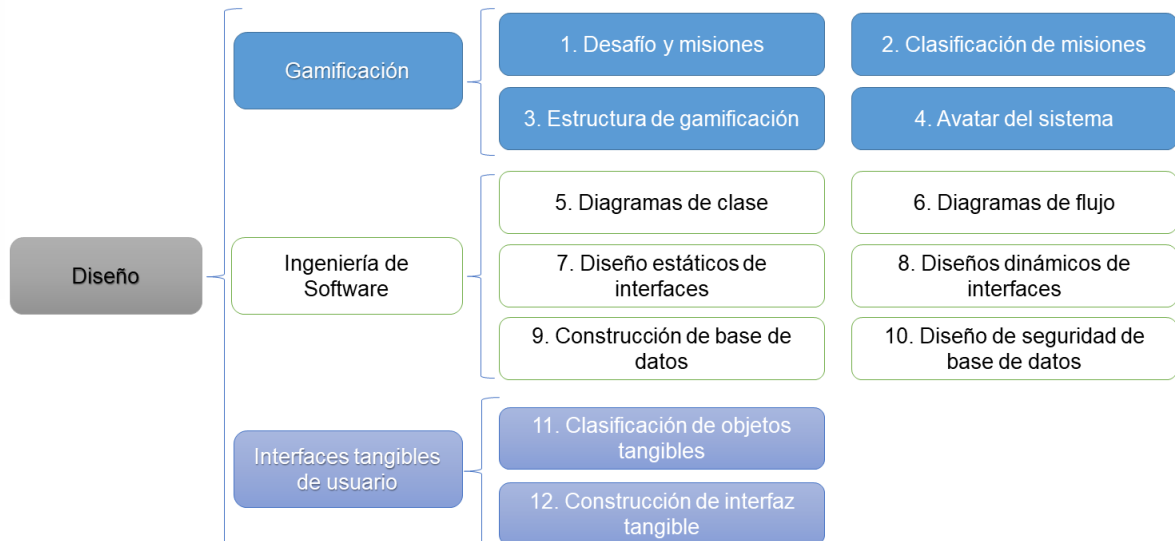 Diseño
Gamificación
1. Desafío y misiones
2. Clasificación de misiones
3. Estructura de gamificación
4. Avatar del sistema
Ingeniería de
Software
5. Diagramas de clase
6. Diagramas de flujo
7. Diseño estáticos de
interfaces
8. Diseños dinámicos de
interfaces
9. Construcción de base de
datos
10. Diseño de seguridad de
base de datos
Interfaces tangibles
de usuario
11. Clasificación de objetos
tangibles
12. Construcción de interfaz
tangible